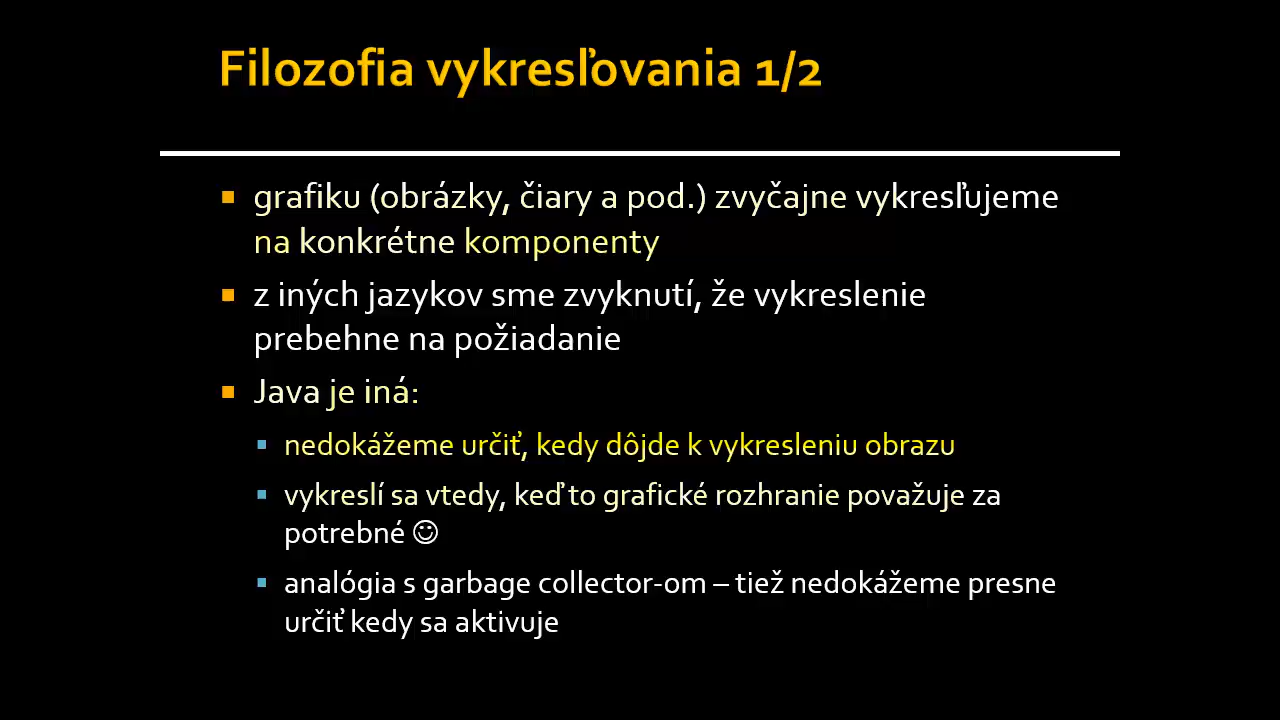 Filozofia vykresľovania 1/2
grafiku (obrázky, čiary a pod.) zvyčajne vykresľujeme
na konkrétne komponenty
z iných jazykov sme zvyknutí, že vykreslenie
prebehne na požiadanie
Java je iná:
nedokážeme určiť, kedy dôjde k vykresleniu obrazu
vykreslí sa vtedy, keď to grafické rozhranie považuje za
potrebné ☺
analógia s garbage collector-om – tiež nedokážeme presne
určiť kedy sa aktivuje